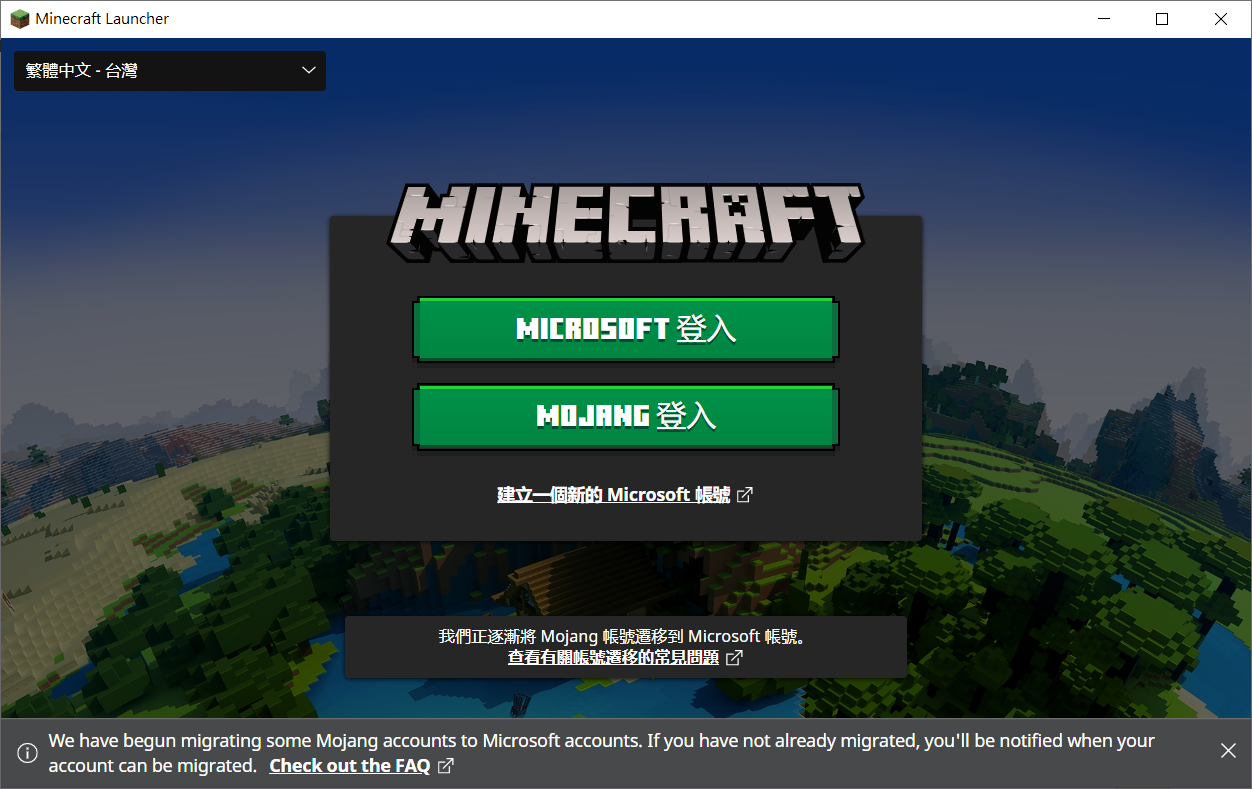 Minecraft Launcher
繁體中文 - 台灣
MINECRAFT
MICROSOFT 登入
MOJANG 登入
建立一個新的 Microsoft 帳號
我們正逐漸將 Mojang 帳號遷移到 Microsoft 帳號。
查看有關帳號遷移的常見問題
We have begun migrating some Mojang accounts to Microsoft accounts. If you have not already migrated, you'll be notified when your
account can be migrated. Check out the FAQ